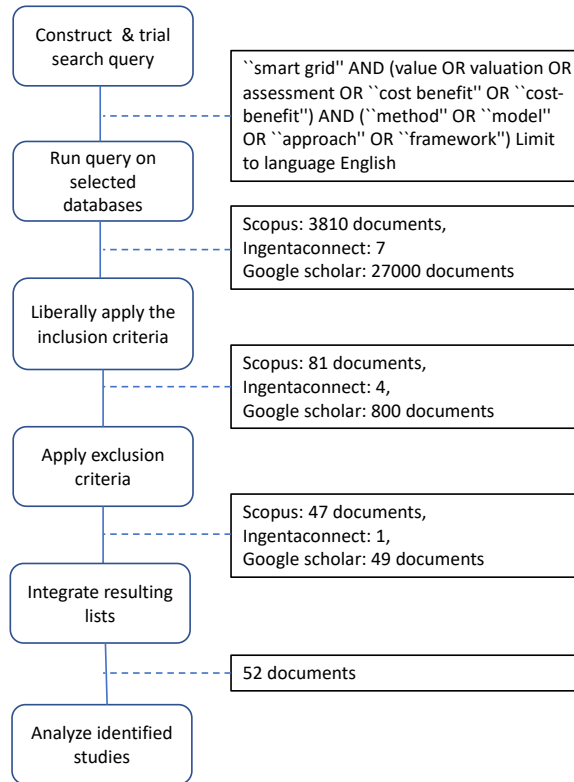 Construct & trial
search query
``smart grid'' AND (value OR valuation OR
assessment OR ``cost benefit'' OR ``cost-
benefit'') AND (``method'' OR ``model''
OR ``approach'' OR ``framework'') Limit
to language English
Run query on
selected
databases
Scopus: 3810 documents,
Ingentaconnect: 7
Google scholar: 27000 documents
Liberally apply the
inclusion criteria
Scopus: 81 documents,
Ingentaconnect: 4,
Google scholar: 800 documents
Apply exclusion
criteria
Scopus: 47 documents,
Ingentaconnect: 1,
Google scholar: 49 documents
Integrate resulting
lists
52 documents
Analyze identified
studies